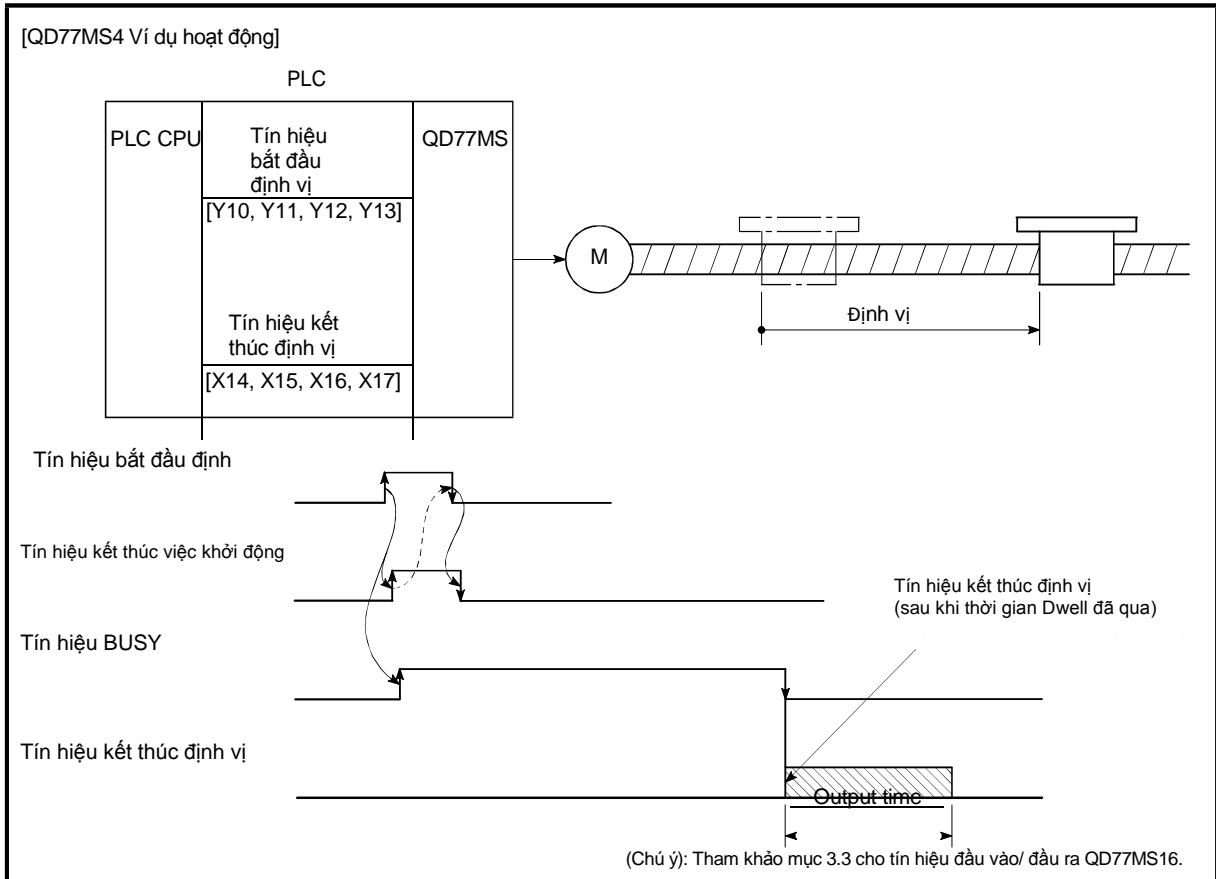 [QD77MS4 Ví dụ hoạt động]
PLC
PLC CPU
Tín hiệu
bắt đầu
định vị
QD77MS
[Y10, Y11, Y12, Y13]
M
Định vị
Tín hiệu kết
thúc định vị
[X14, X15, X16, X17]
Tín hiệu bắt đầu định
Tín hiệu kết thúc việc khởi động
Tín hiệu kết thúc định vị
(sau khi thời gian Dwell đã qua)
Tín hiệu BUSY
Tín hiệu kết thúc định vị
Output time
(Chú ý): Tham khảo mục 3.3 cho tín hiệu đầu vào/ đầu ra QD77MS16.